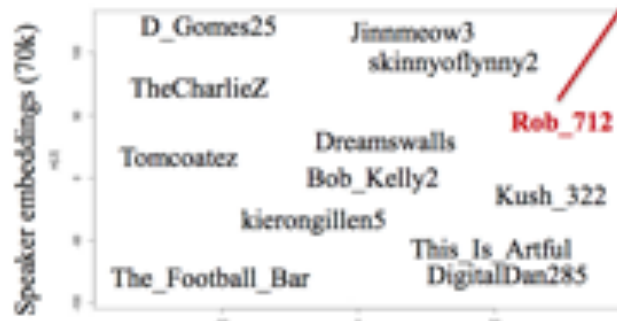 Speaker embeddings (70k)
D_Gomes25
Jinnmeow3
skinnyoflynny2
TheCharlieZ
Rob_712
Dreamswalls
Tomcoatez
Bob_Kelly2
Kush_322
kierongillen5
This_Is_Artful
The_Football_Bar
DigitalDan285